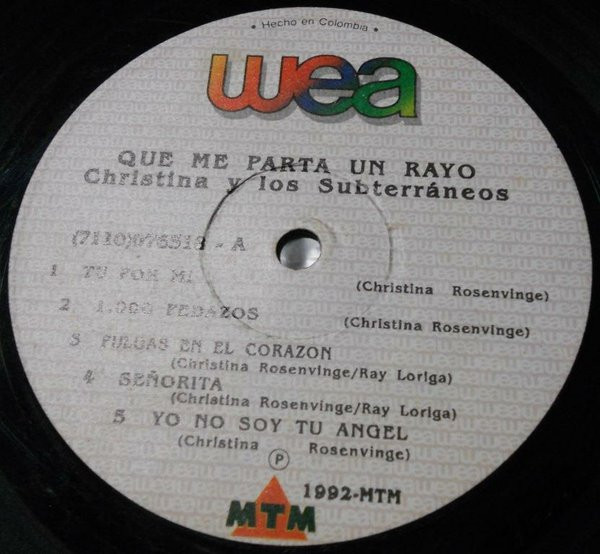 • Hecho en Colombia •
wea
QUE ME PARTA UN RAYO
Christina y los Subterráneos
(7110)076518 - A
1 TU POR MI
(Christina Rosenvinge)
2 1.000 PEDAZOS
(Christina Rosenvinge)
3 PULGAS EN EL CORAZON
(Christina Rosenvinge/Ray Loriga)
4 SEÑORITA
(Christina Rosenvinge/Ray Loriga)
5 YO NO SOY TU ANGEL
(Christina Rosenvinge)
Ⓟ
1992-MTM
MTM